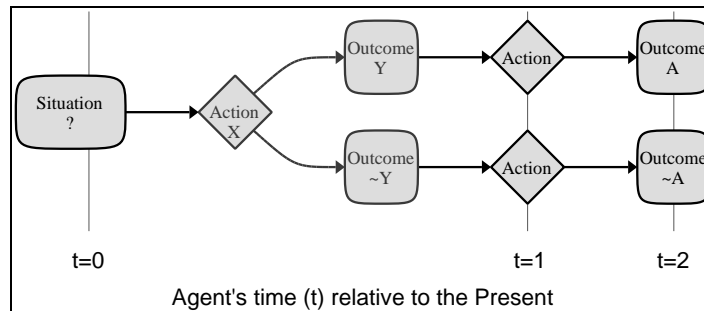 Situation
?
Action
X
Outcome
Y
Action
Outcome
A
Outcome
~Y
Action
Outcome
~A
t=0
t=1
t=2
Agent's time (t) relative to the Present